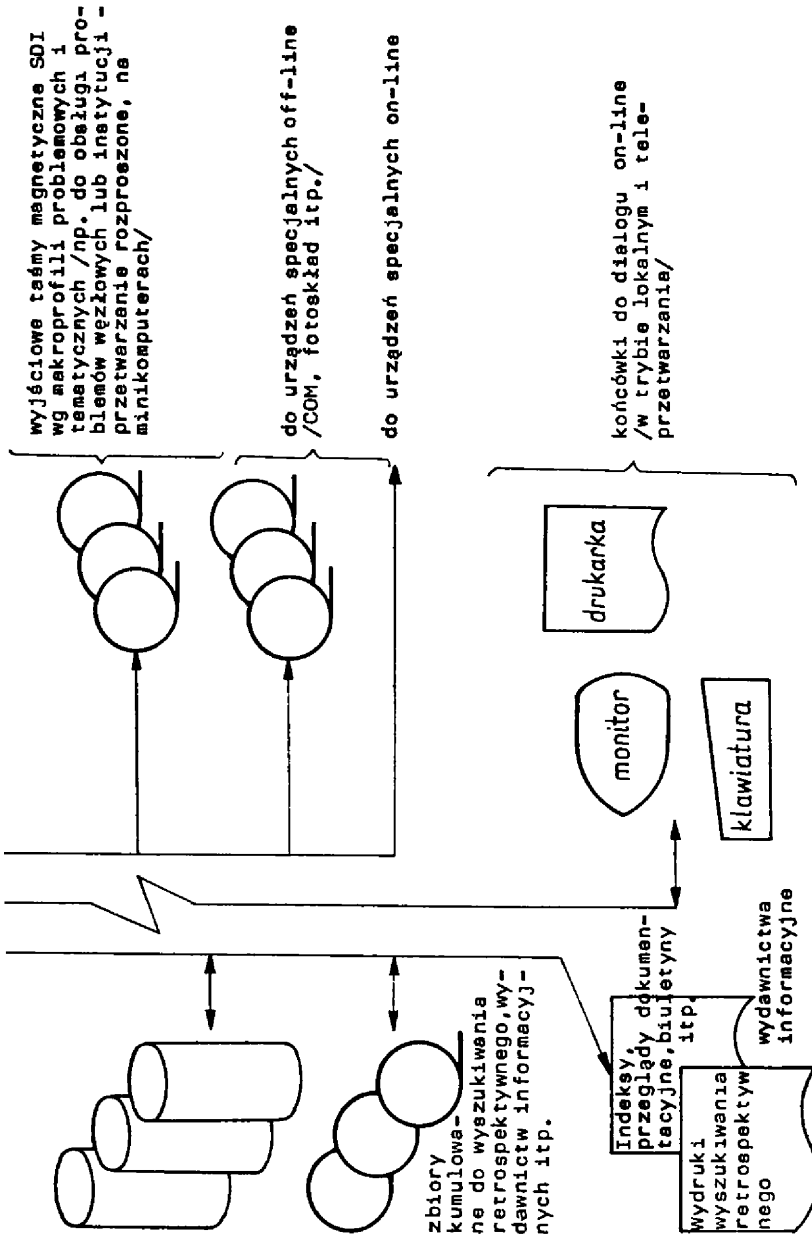 wyjściowe taśmy magnetyczne SDI
wg makroprofili problemowych i
tematycznych /np. do obsługi pro-
blemów węzłowych lub instytucji -
przetwarzanie rozproszone, na
minikomputerach/
do urządzeń specjalnych off-line
/COM, fotoskład itp./
do urządzeń specjalnych on-line
końcówki do dialogu on-line
/w trybie lokalnym i tele-
przetwarzania/
drukarka
monitor
klawiatura
zbiory
kumulowa-
ne do wyszukiwania
retrospektywnego,wy-
dawnictw informacyj-
nych itp.
Indeksy,
przeglądy dokumen-
tacyjne,biuletyny
itp.
wydawnictwa
informacyjne
Wydruki
wyszukiwania
retrospektyw
nego